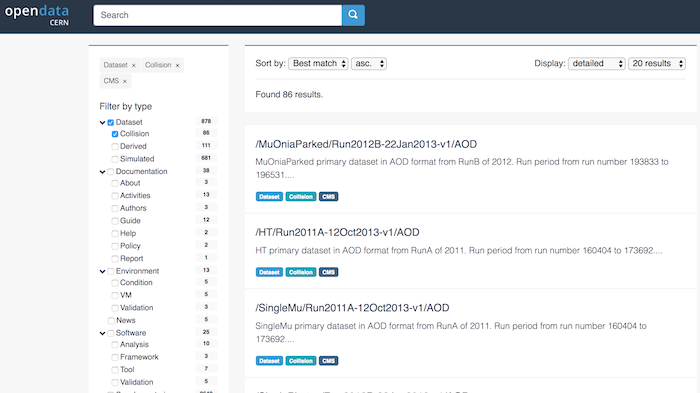 opendata
CERN
Search
Dataset ×
Collision ×
CMS ×
Filter by type
Dataset 878
Collision 86
Derived 111
Simulated 681
Documentation 38
About 3
Activities 13
Authors 3
Guide 12
Help 2
Policy 2
Report 1
Environment 13
Condition 5
VM 5
Validation 3
News 5
Software 25
Analysis 10
Framework 3
Tool 7
Validation 5
Sort by: Best match asc.
Display: detailed 20 results
Found 86 results.
/MuOniaParked/Run2012B-22Jan2013-v1/AOD
MuOniaParked primary dataset in AOD format from RunB of 2012. Run period from run number 193833 to
196531....
Dataset Collision CMS
/HT/Run2011A-12Oct2013-v1/AOD
HT primary dataset in AOD format from RunA of 2011. Run period from run number 160404 to 173692....
Dataset Collision CMS
/SingleMu/Run2011A-12Oct2013-v1/AOD
SingleMu primary dataset in AOD format from RunA of 2011. Run period from run number 160404 to
173692....
Dataset Collision CMS